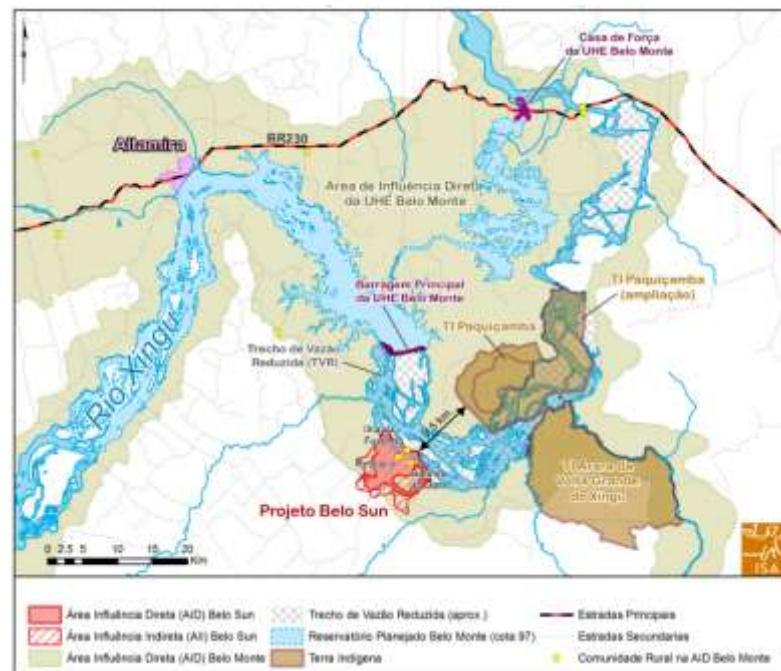 Casa de Força
da UHE Belo Monte
BR230
Altamira
Área de Influência Direta
da UHE Belo Monte
Barragem Principal
da UHE Belo Monte
TI Paquiçamba
(ampliação)
TI Paquiçamba
Trecho de Vazão
Reduzida (TVR)
Rio Xingu
km
TI Arara da
Volta Grande
do Xingu
Projeto Belo Sun
0 2.5 5 10 15 20
Km
ISA
Área Influência Direta (AID) Belo Sun
Trecho de Vazão Reduzida (aprox.)
Estradas Principais
Área Influência Indireta (AII) Belo Sun
Reservatório Planejado Belo Monte (cota 97)
Estradas Secundárias
Área Influência Direta (AID) Belo Monte
Terra Indígena
Comunidade Rural na AID Belo Monte